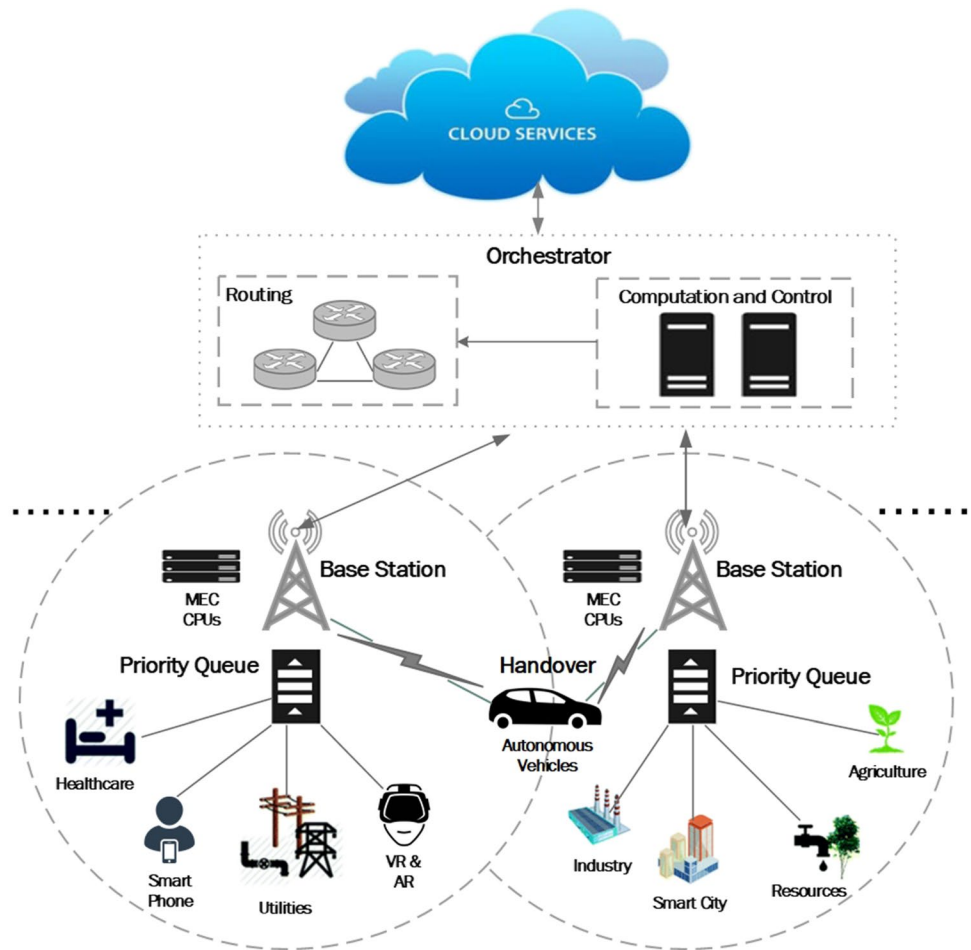 CLOUD SERVICES
Orchestrator
Routing
Computation and Control
Base Station
MEC
CPUs
Priority Queue
Healthcare
Smart
Phone
Utilities
VR &
AR
Handover
Autonomous
Vehicles
Base Station
MEC
CPUs
Priority Queue
Agriculture
Industry
Smart City
Resources